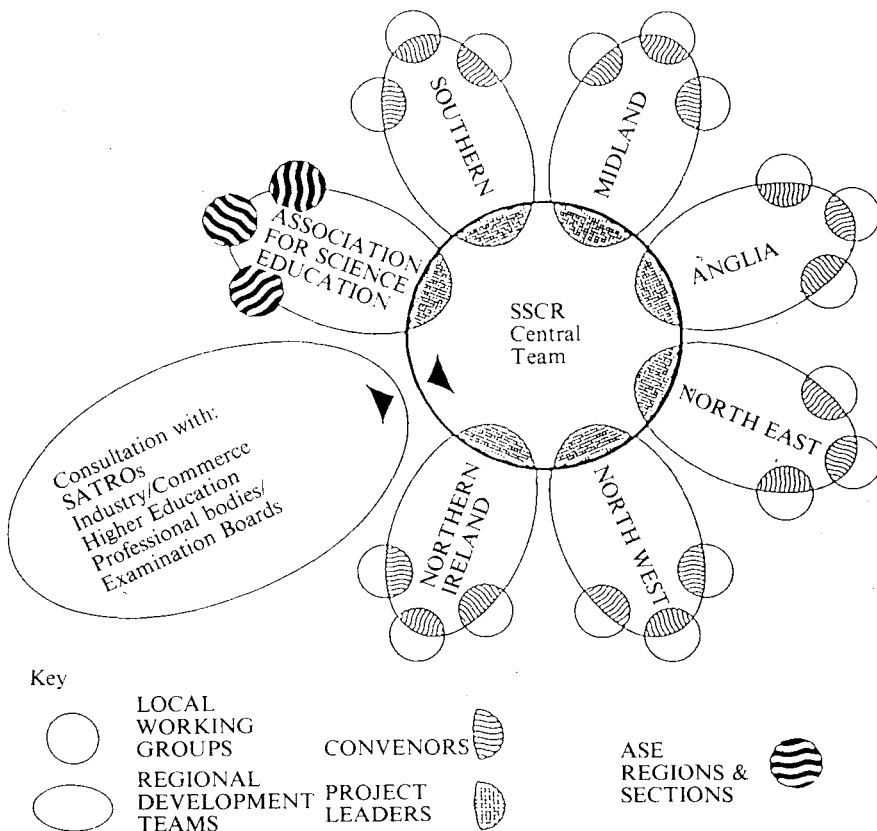 SOUTHERN
MIDLAND
ASSOCIATION
FOR SCIENCE
EDUCATION
ANGLIA
SSCR
Central
Team
NORTH EAST
Consultation with:
SATROs
Industry/Commerce
Higher Education
Professional bodies/
Examination Boards
NORTHERN
IRELAND
NORTH WEST
Key
LOCAL
WORKING
GROUPS
CONVENORS
ASE
REGIONS &
SECTIONS
REGIONAL
DEVELOPMENT
TEAMS
PROJECT
LEADERS